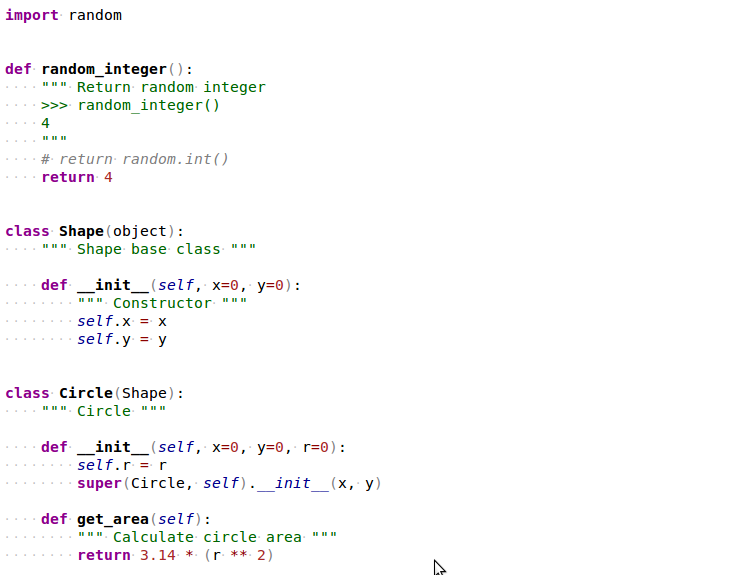 import random
def random_integer():
    """ Return random integer
    >>> random_integer()
    4
    """
    # return random.int()
    return 4
class Shape(object):
    """ Shape base class """
    def __init__(self, x=0, y=0):
        """ Constructor """
        self.x = x
        self.y = y
class Circle(Shape):
    """ Circle """
    def __init__(self, x=0, y=0, r=0):
        self.r = r
        super(Circle, self).__init__(x, y)
    def get_area(self):
        """ Calculate circle area """
        return 3.14 * (r ** 2)